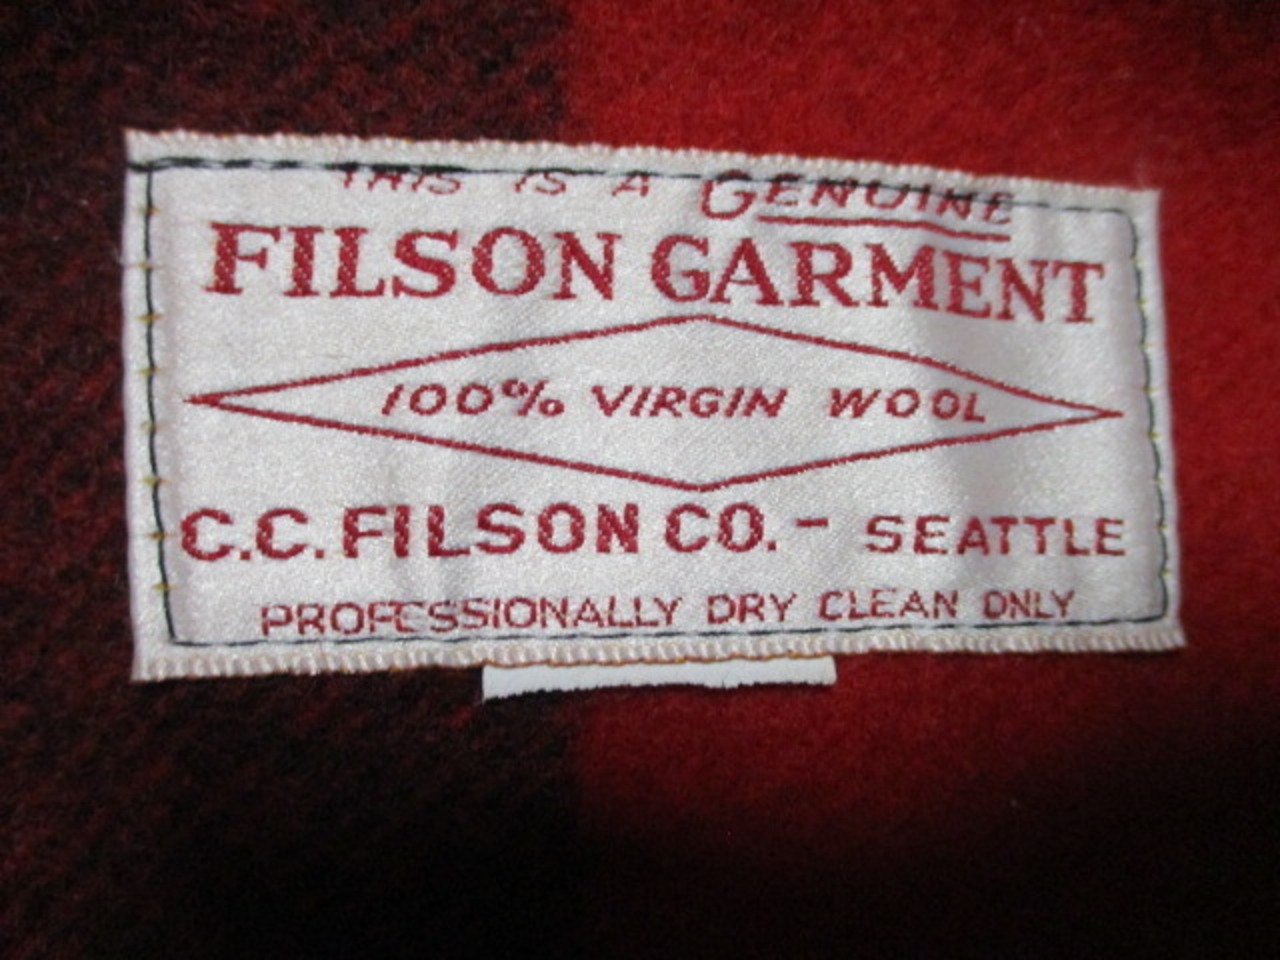 THIS IS A GENUINE
FILSON GARMENT
100% VIRGIN WOOL
C.C. FILSON CO. - SEATTLE
PROFESSIONALLY DRY CLEAN ONLY